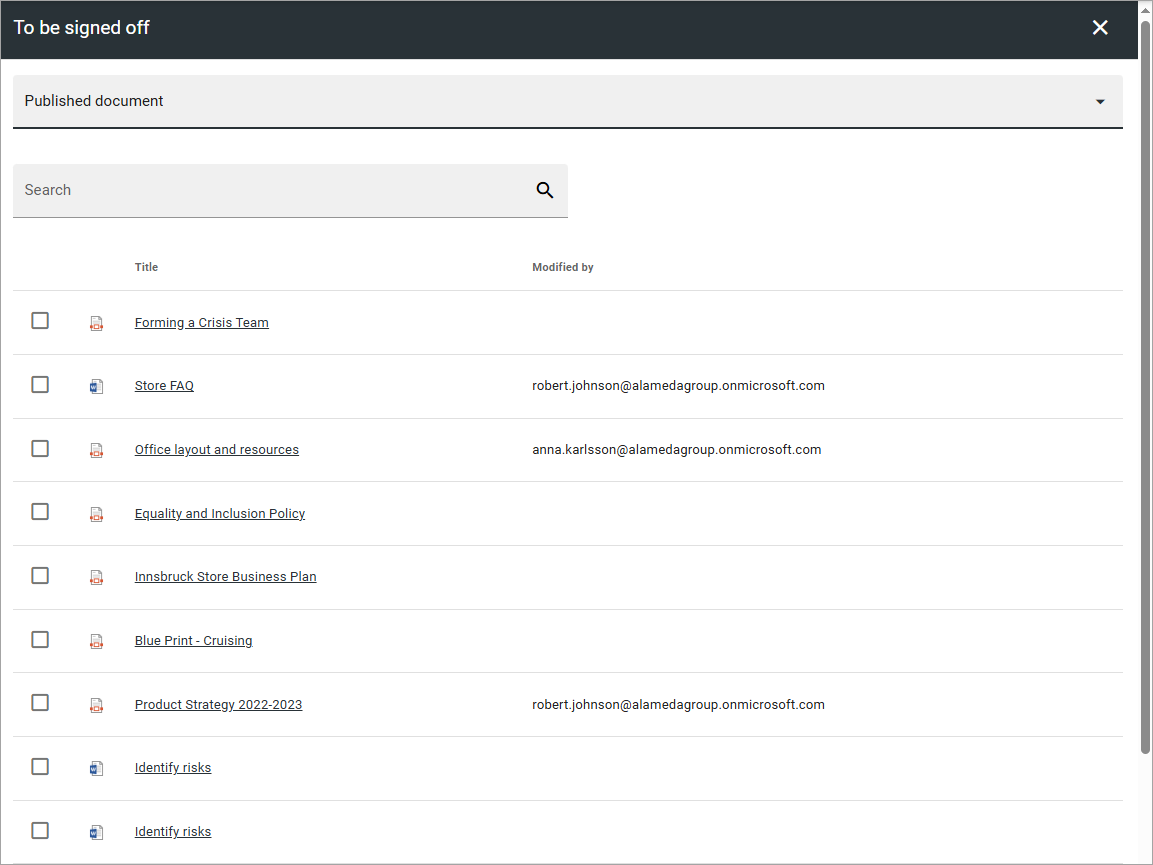 To be signed off
Published document
Search
Title Modified by
Forming a Crisis Team
Store FAQ robert.johnson@alamedagroup.onmicrosoft.com
Office layout and resources anna.karlsson@alamedagroup.onmicrosoft.com
Equality and Inclusion Policy
Innsbruck Store Business Plan
Blue Print - Cruising
Product Strategy 2022-2023 robert.johnson@alamedagroup.onmicrosoft.com
Identify risks
Identify risks